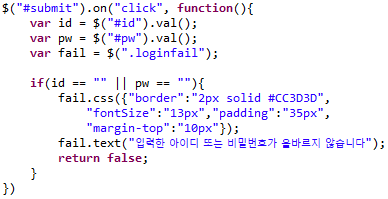 $("#submit").on("click", function(){
    var id = $("#id").val();
    var pw = $("#pw").val();
    var fail = $(".loginfail");

    if(id == "" || pw == ""){
        fail.css({"border":"2px solid #CC3D3D",
            "fontSize":"13px","padding":"35px",
            "margin-top":"10px"});
        fail.text("입력한 아이디 또는 비밀번호가 올바르지 않습니다");
        return false;
    }
})